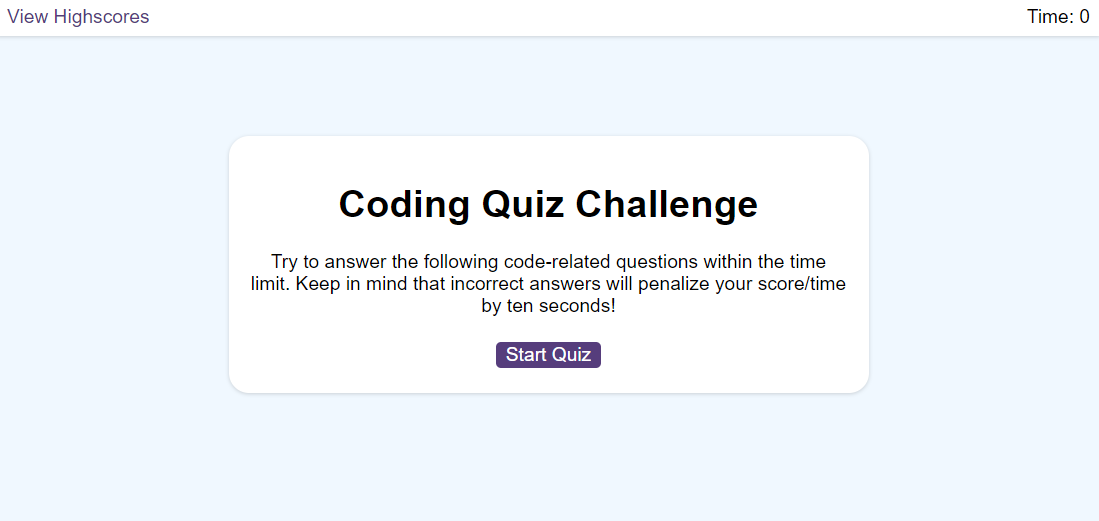 View Highscores
Time: 0
Coding Quiz Challenge
Try to answer the following code-related questions within the time
limit. Keep in mind that incorrect answers will penalize your score/time
by ten seconds!
Start Quiz